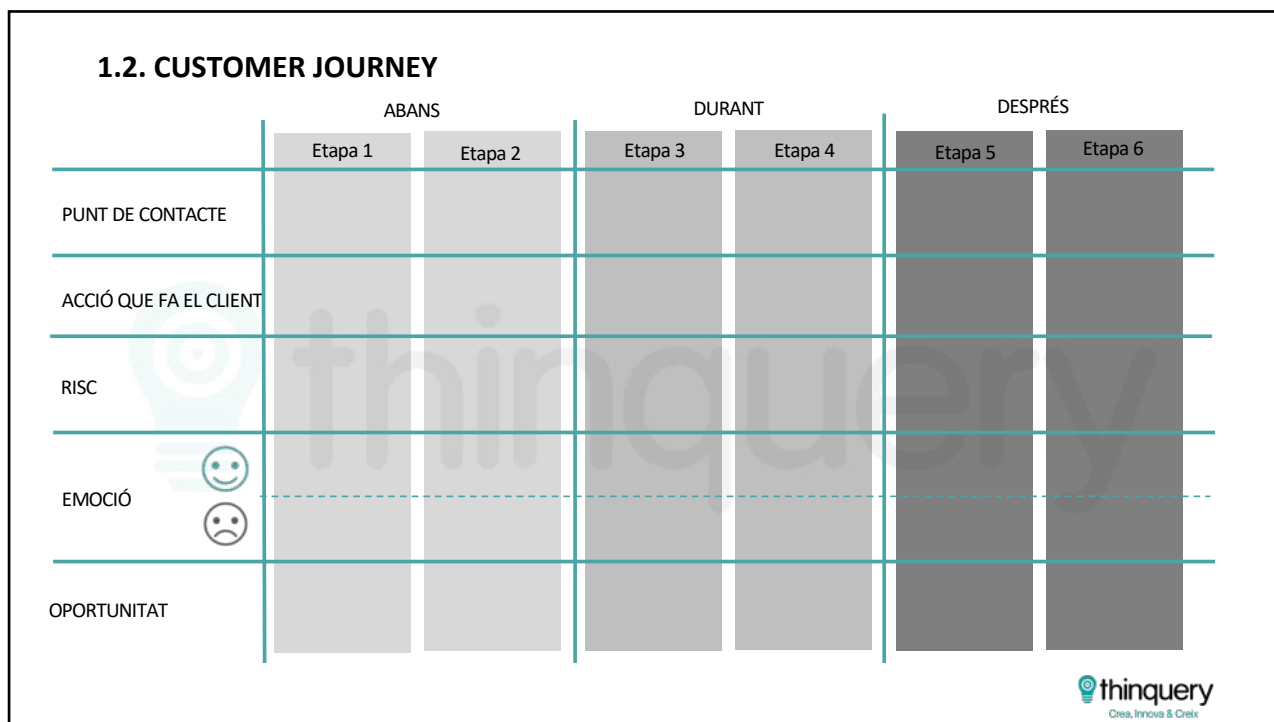 1.2. CUSTOMER JOURNEY
ABANS
DURANT
DESPRÉS
Etapa 1
Etapa 2
Etapa 3
Etapa 4
Etapa 5
Etapa 6
PUNT DE CONTACTE
ACCIÓ QUE FA EL CLIENT
RISC
thinquery
EMOCIÓ
OPORTUNITAT
thinquery
Crea, Innova & Creix